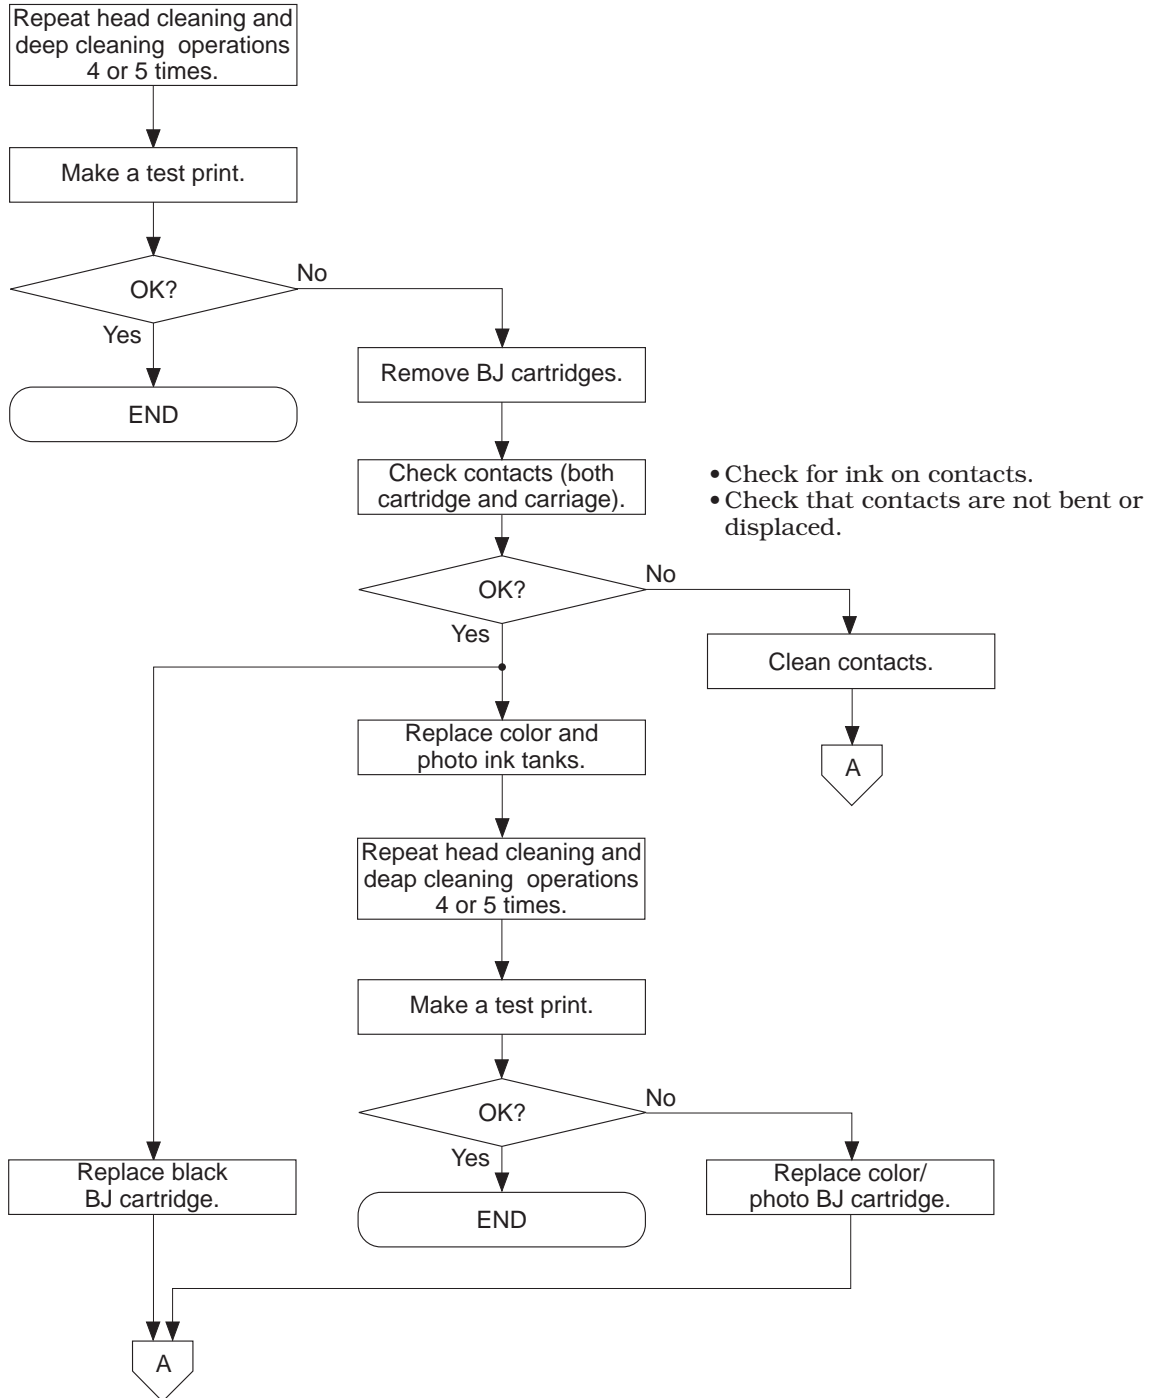 Repeat head cleaning and
deep cleaning operations
4 or 5 times.
Make a test print.
OK?
No
Yes
END
Remove BJ cartridges.
Check contacts (both
cartridge and carriage).
• Check for ink on contacts.
• Check that contacts are not bent or
displaced.
OK?
No
Yes
Clean contacts.
A
Replace color and
photo ink tanks.
Repeat head cleaning and
deap cleaning operations
4 or 5 times.
Make a test print.
OK?
No
Yes
END
Replace black
BJ cartridge.
Replace color/
photo BJ cartridge.
A